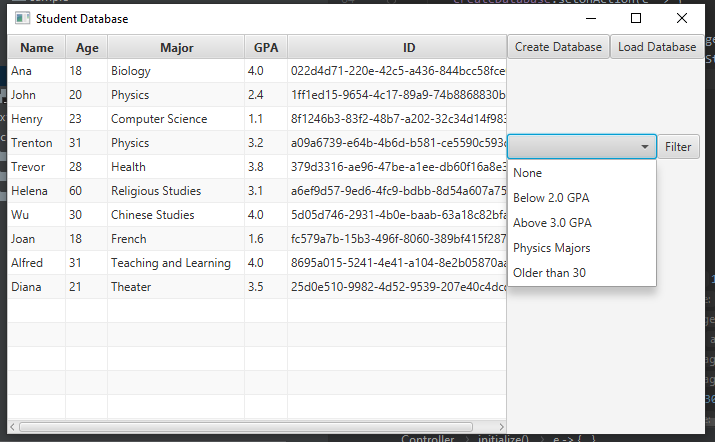 Student Database
Name Age Major GPA ID
Create Database Load Database
Ana 18 Biology 4.0 022d4d71-220e-42c5-a436-844bcc58fce
John 20 Physics 2.4 1ff1ed15-9654-4c17-89a9-74b8868830b
Henry 23 Computer Science 1.1 8f1246b3-83f2-48b7-a202-32c34d14f983
Trenton 31 Physics 3.2 a09a6739-e64b-4b6d-b581-ce5590c593c
Filter
Trevor 28 Health 3.8 379d3316-ae96-47be-a1ee-db60f16a8e3
None
Helena 60 Religious Studies 3.1 a6ef9d57-9ed6-4fc9-bdbb-8d54a607a75
Below 2.0 GPA
Wu 30 Chinese Studies 4.0 5d05d746-2931-4b0e-baab-63a18c82bfa
Above 3.0 GPA
Joan 18 French 1.6 fc579a7b-15b3-496f-8060-389bf415f287
Physics Majors
Alfred 31 Teaching and Learning 4.0 8695a015-5241-4e41-a104-8e2b05870aa
Older than 30
Diana 21 Theater 3.5 25d0e510-9982-4d52-9539-207e40c4dcc
Controller initialize() e -> {...}